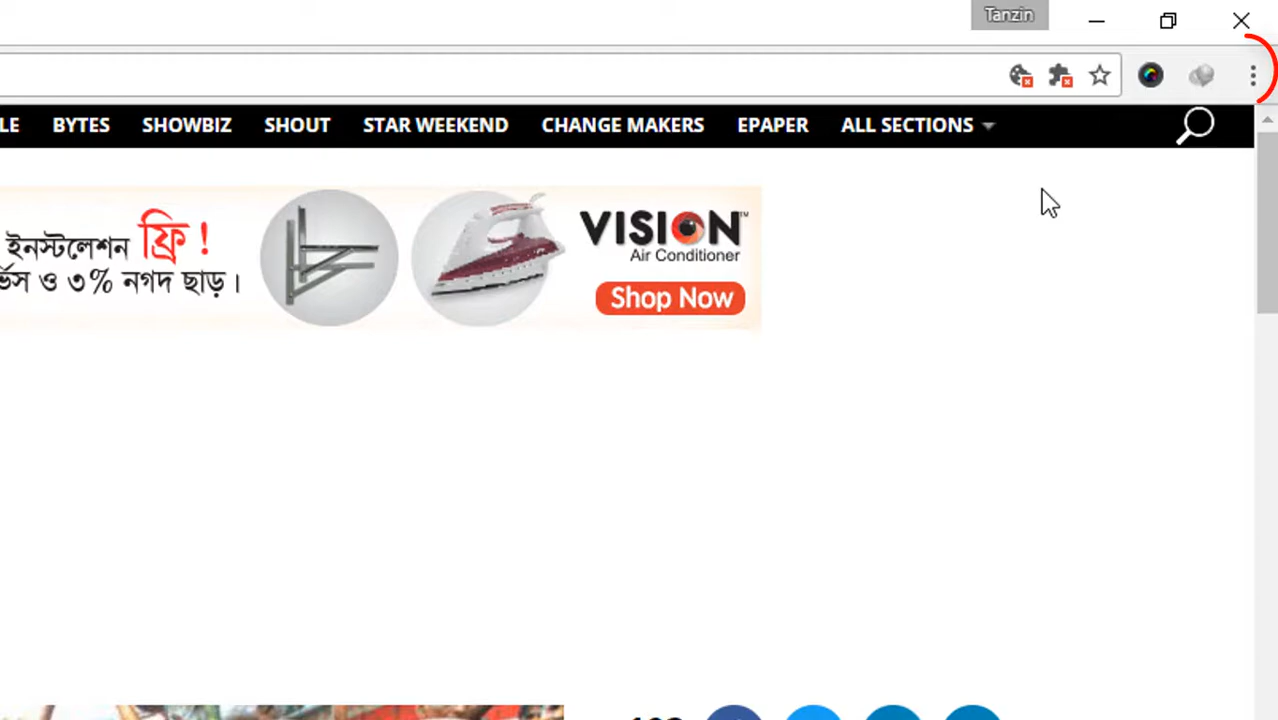 Tanzin
LE BYTES SHOWBIZ SHOUT STAR WEEKEND CHANGE MAKERS EPAPER ALL SECTIONS
ইনস্টলেশন ফ্রি !
র্ভিস ও ৩% নগদ ছাড়।
VISION™
Air Conditioner
Shop Now